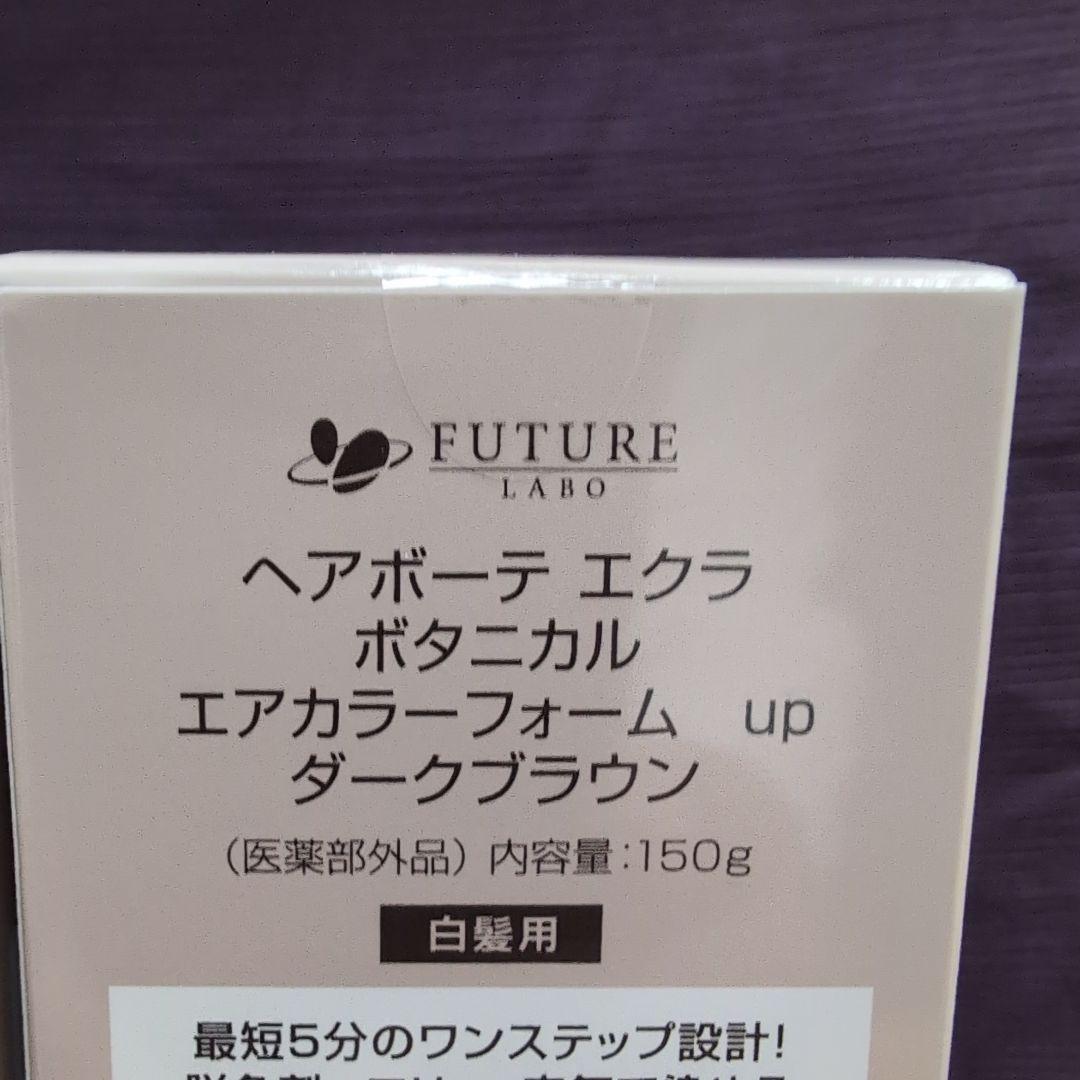 FUTURE
LABO
ヘアボーテ エクラ
ボタニカル
エアカラーフォーム up
ダークブラウン
（医薬部外品）内容量：150g
白髪用
最短5分のワンステップ設計！